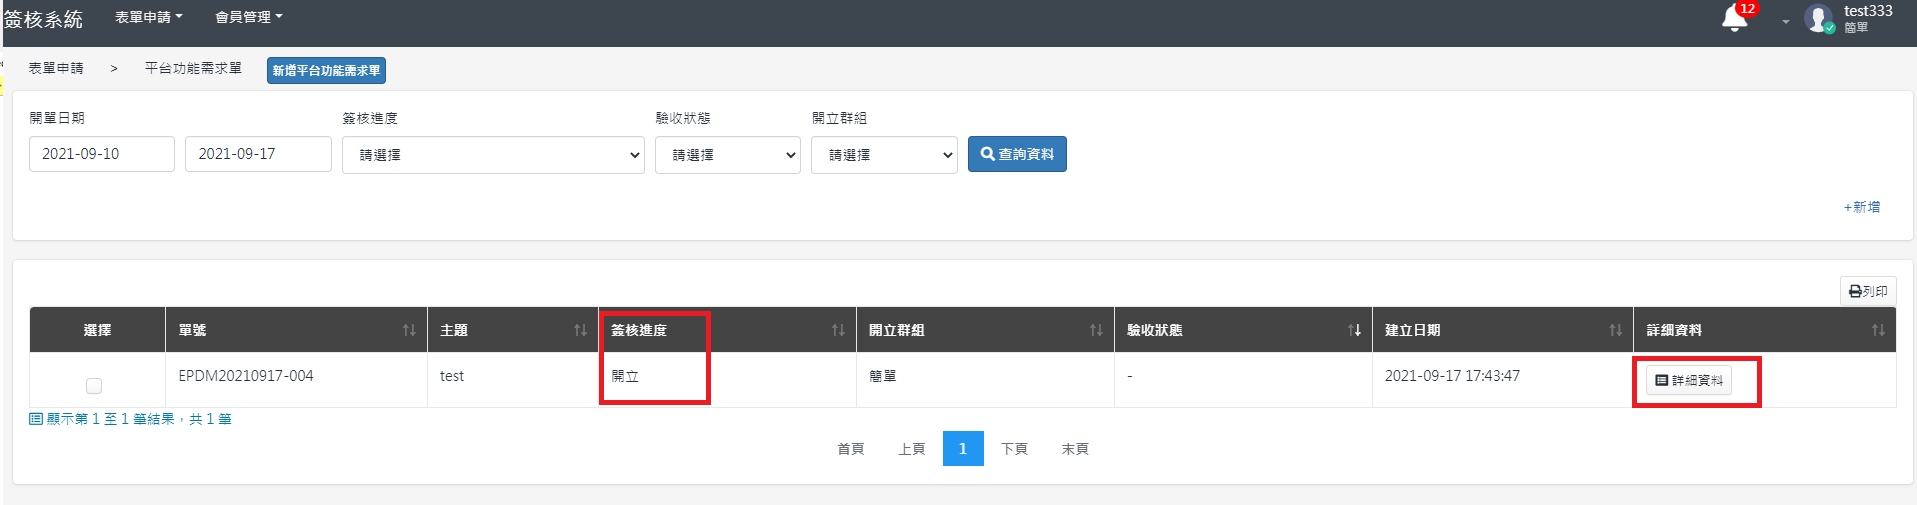 簽核系統 表單申請 會員管理 12 test333
簡單
表單申請 > 平台功能需求單 新增平台功能需求單
開單日期 簽核進度 驗收狀態 開立群組
2021-09-10 2021-09-17 請選擇 請選擇 請選擇 查詢資料
+新增
列印
選擇 單號 主題 簽核進度 開立群組 驗收狀態 建立日期 詳細資料
EPDM20210917-004 test 開立 簡單 - 2021-09-17 17:43:47 詳細資料
顯示第 1 至 1 筆結果，共 1 筆
首頁 上頁 1 下頁 末頁